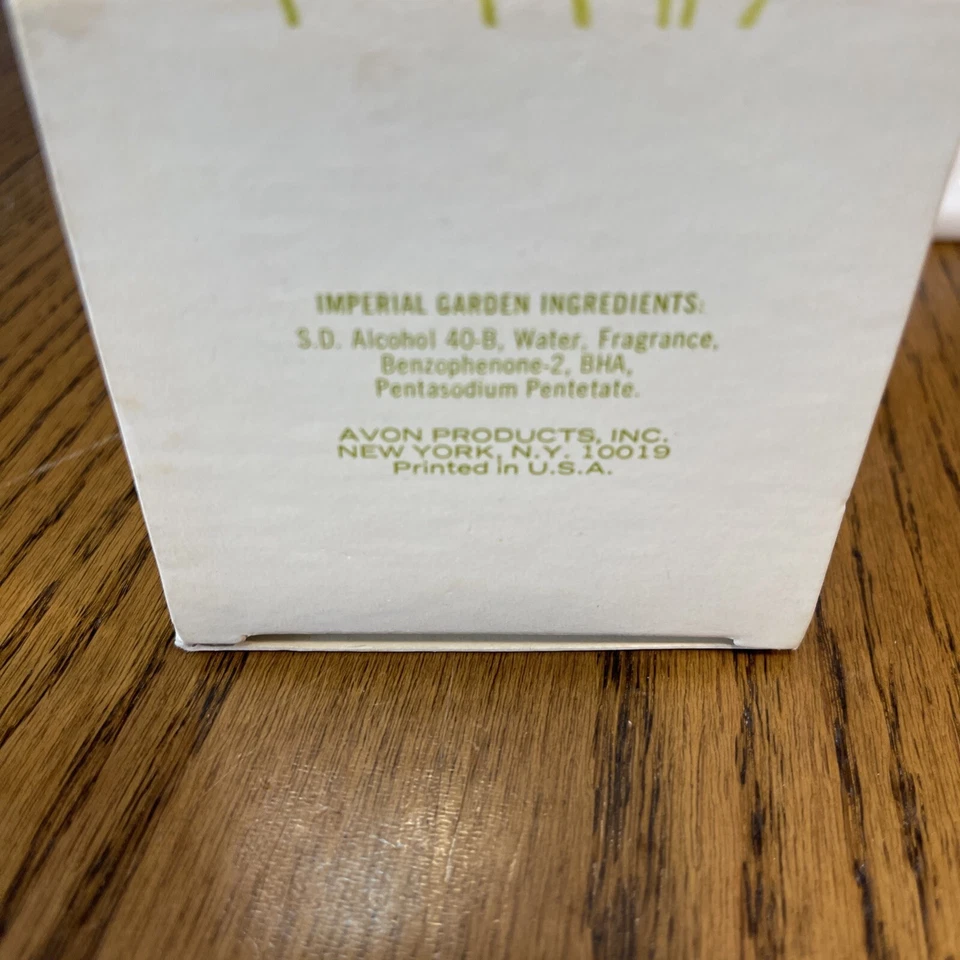 IMPERIAL GARDEN INGREDIENTS:
S.D. Alcohol 40-B, Water, Fragrance,
Benzophenone-2, BHA,
Pentasodium Pentetate.
AVON PRODUCTS, INC.
NEW YORK, N.Y. 10019
Printed in U.S.A.